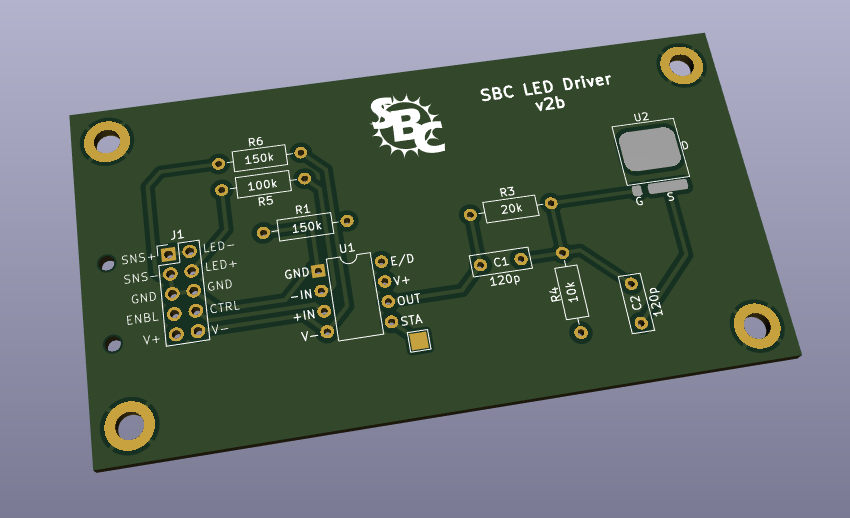 SBC LED Driver
v2b
SBC
U2
D
G
S
R6
150k
100k
R5
R3
20k
R1
150k
J1
SNS+
LED−
SNS−
LED+
GND
GND
ENBL
CTRL
V+
V−
U1
GND
E/D
−IN
V+
+IN
OUT
V−
STA
C1
120p
R4
10k
C2
120p